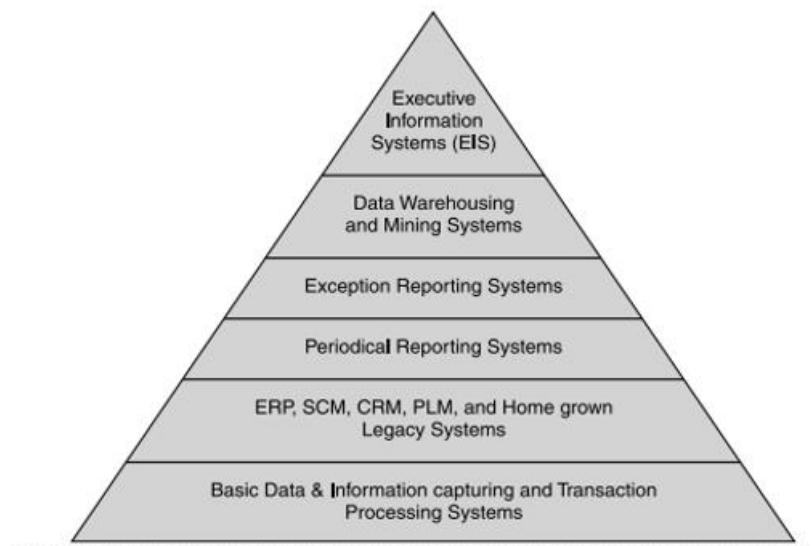 Executive
Information
Systems (EIS)
Data Warehousing
and Mining Systems
Exception Reporting Systems
Periodical Reporting Systems
ERP, SCM, CRM, PLM, and Home grown
Legacy Systems
Basic Data & Information capturing and Transaction
Processing Systems